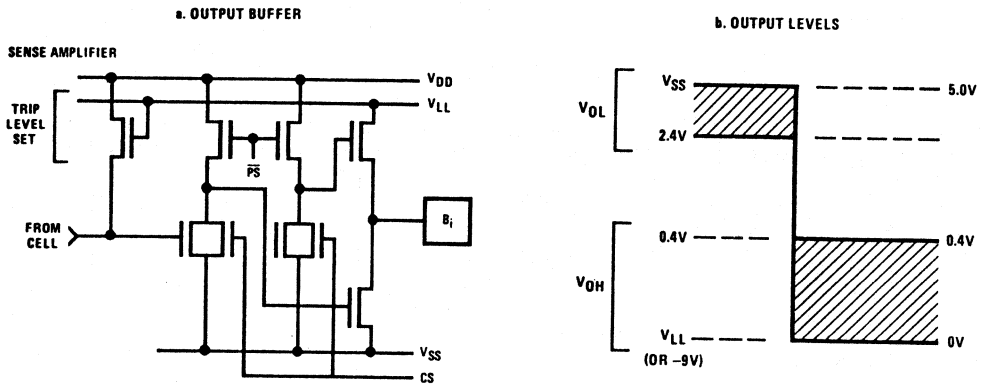 a. OUTPUT BUFFER
SENSE AMPLIFIER
VDD
TRIP
LEVEL
SET
VLL
PS
FROM
CELL
Bi
VSS
CS
b. OUTPUT LEVELS
VSS
5.0V
VOL
2.4V
0.4V
0.4V
VOH
VLL
0V
(OR –9V)